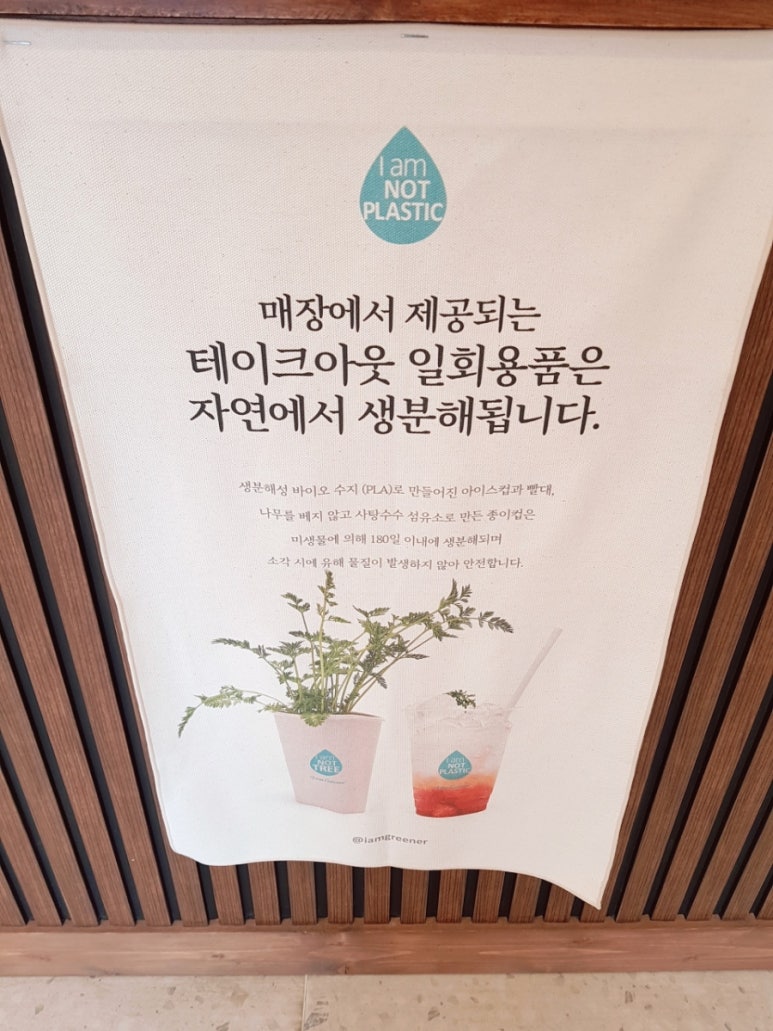 I am
NOT
PLASTIC
매장에서 제공되는
테이크아웃 일회용품은
자연에서 생분해됩니다.
생분해성 바이오 수지 (PLA)로 만들어진 아이스컵과 빨대,
나무를 베지 않고 사탕수수 섬유소로 만든 종이컵은
미생물에 의해 180일 이내에 생분해되며
소각 시에 유해 물질이 발생하지 않아 안전합니다.
I am
NOT
TREE
I am
NOT
PLASTIC
@iamgreener